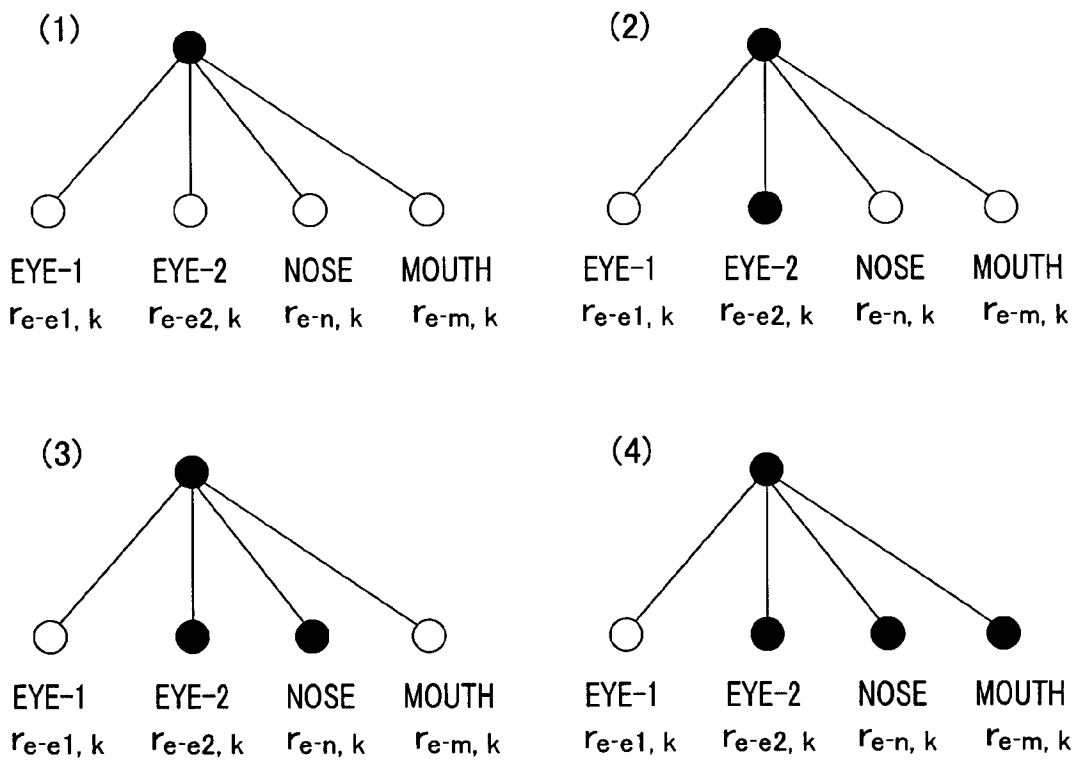 (1)
EYE-1 EYE-2 NOSE MOUTH
re-e1, k re-e2, k re-n, k re-m, k
(2)
EYE-1 EYE-2 NOSE MOUTH
re-e1, k re-e2, k re-n, k re-m, k
(3)
EYE-1 EYE-2 NOSE MOUTH
re-e1, k re-e2, k re-n, k re-m, k
(4)
EYE-1 EYE-2 NOSE MOUTH
re-e1, k re-e2, k re-n, k re-m, k